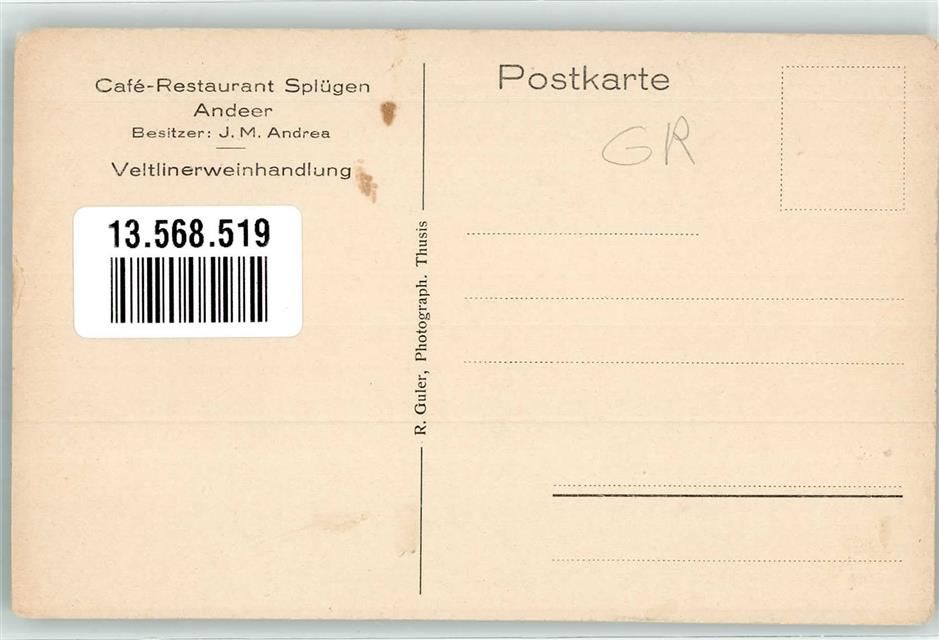 Café-Restaurant Splügen
Andeer
Besitzer: J. M. Andrea
Veltlinerweinhandlung
13.568.519
R. Guler, Photograph. Thusis
Postkarte
GR